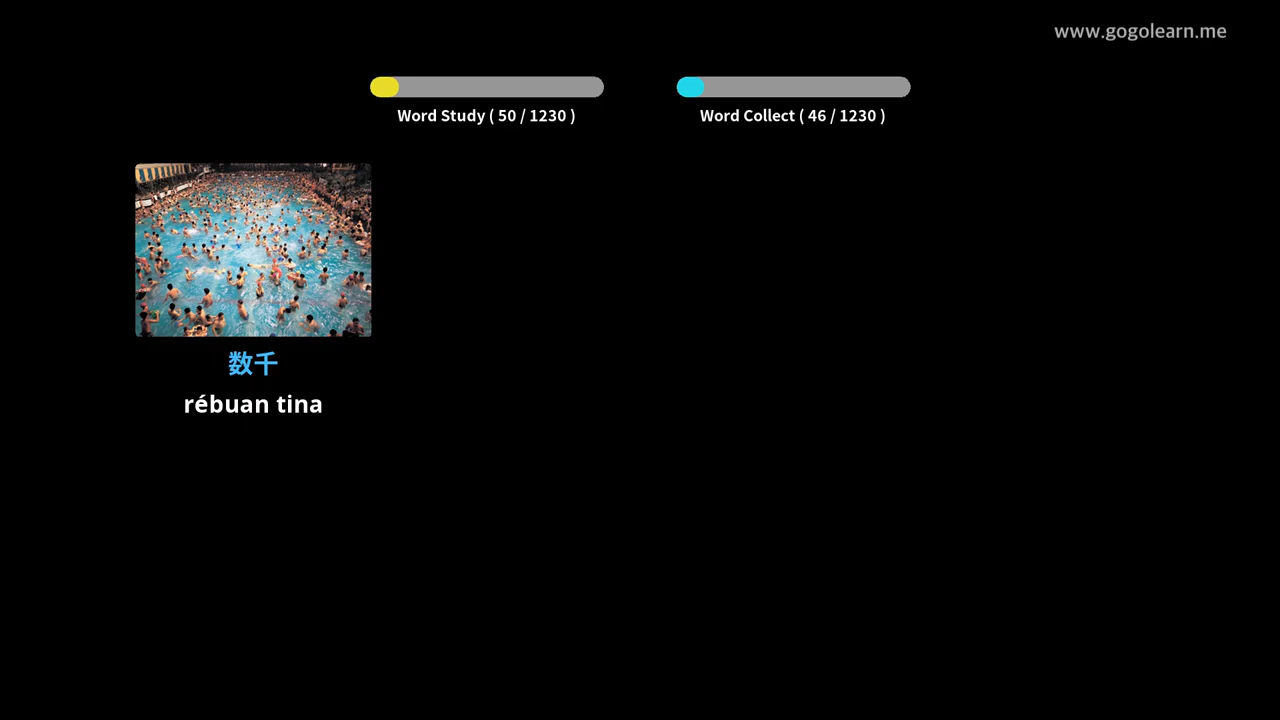 www.gogolearn.me
Word Study ( 50 / 1230 )
Word Collect ( 46 / 1230 )
数千
rébuan tina